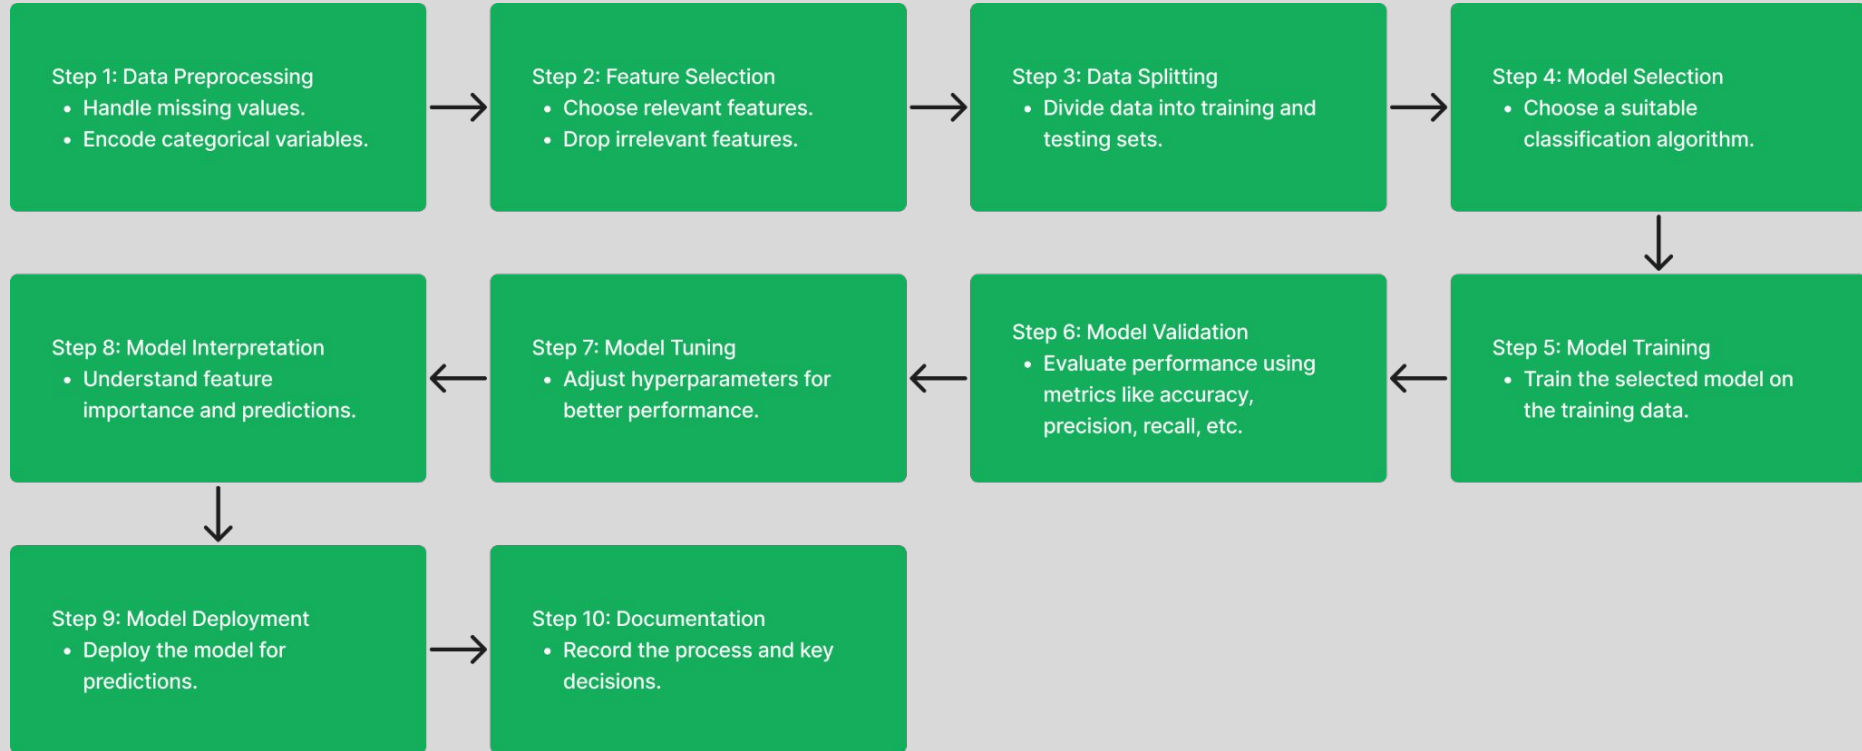 Step 1: Data Preprocessing
• Handle missing values.
• Encode categorical variables.
Step 2: Feature Selection
• Choose relevant features.
• Drop irrelevant features.
Step 3: Data Splitting
• Divide data into training and
testing sets.
Step 4: Model Selection
• Choose a suitable
classification algorithm.
Step 5: Model Training
• Train the selected model on
the training data.
Step 6: Model Validation
• Evaluate performance using
metrics like accuracy,
precision, recall, etc.
Step 7: Model Tuning
• Adjust hyperparameters for
better performance.
Step 8: Model Interpretation
• Understand feature
importance and predictions.
Step 9: Model Deployment
• Deploy the model for
predictions.
Step 10: Documentation
• Record the process and key
decisions.